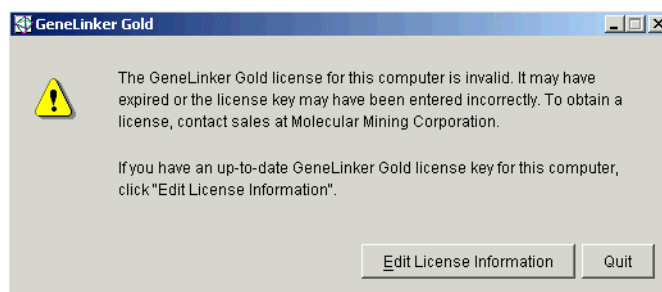 GeneLinker Gold
The GeneLinker Gold license for this computer is invalid. It may have
expired or the license key may have been entered incorrectly. To obtain a
license, contact sales at Molecular Mining Corporation.
If you have an up-to-date GeneLinker Gold license key for this computer,
click "Edit License Information".
Edit License Information Quit